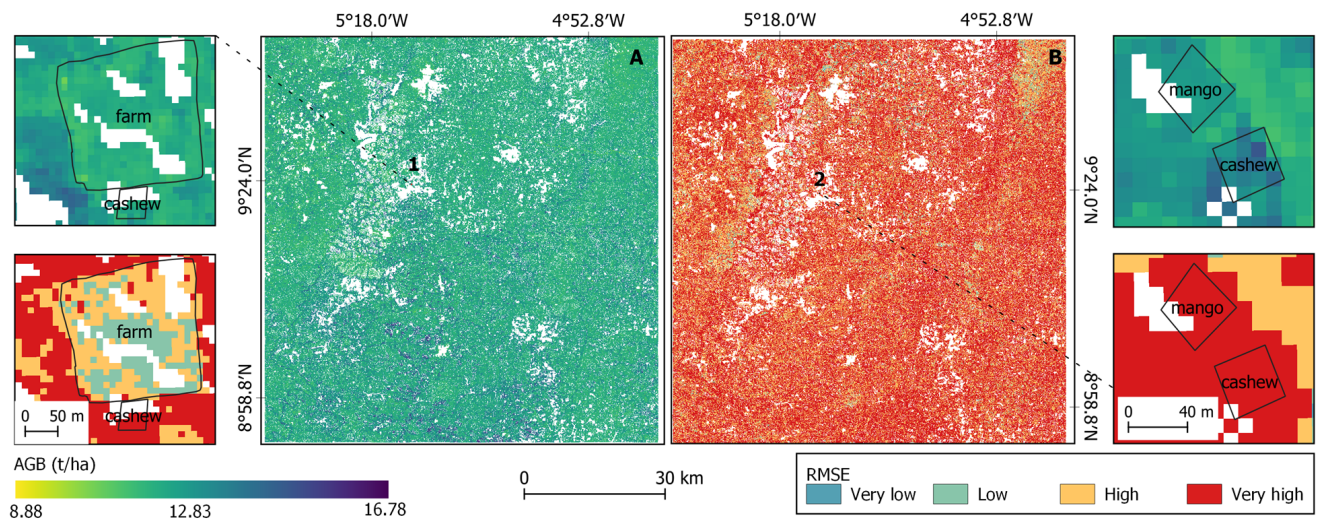 5°18.0'W 4°52.8'W 5°18.0'W 4°52.8'W
A
B
farm
cashew
1
2
mango
cashew
9°24.0'N
9°24.0'N
farm
cashew
0 50 m
8°58.8'N
8°58.8'N
mango
cashew
0 40 m
AGB (t/ha)
8.88 12.83 16.78
0 30 km
RMSE
Very low Low High Very high